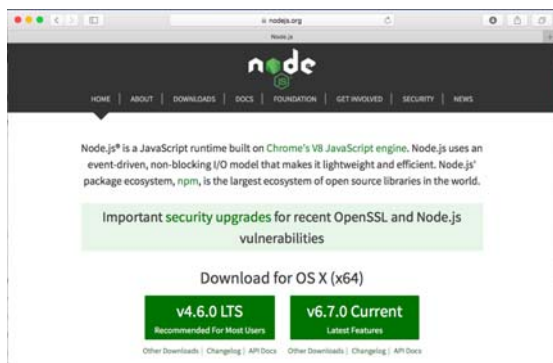 nodejs.org
Node.js
node
JS
HOME | ABOUT | DOWNLOADS | DOCS | FOUNDATION | GET INVOLVED | SECURITY | NEWS
Node.js® is a JavaScript runtime built on Chrome's V8 JavaScript engine. Node.js uses an
event-driven, non-blocking I/O model that makes it lightweight and efficient. Node.js'
package ecosystem, npm, is the largest ecosystem of open source libraries in the world.
Important security upgrades for recent OpenSSL and Node.js
vulnerabilities
Download for OS X (x64)
v4.6.0 LTS
Recommended For Most Users
v6.7.0 Current
Latest Features
Other Downloads | Changelog | API Docs
Other Downloads | Changelog | API Docs